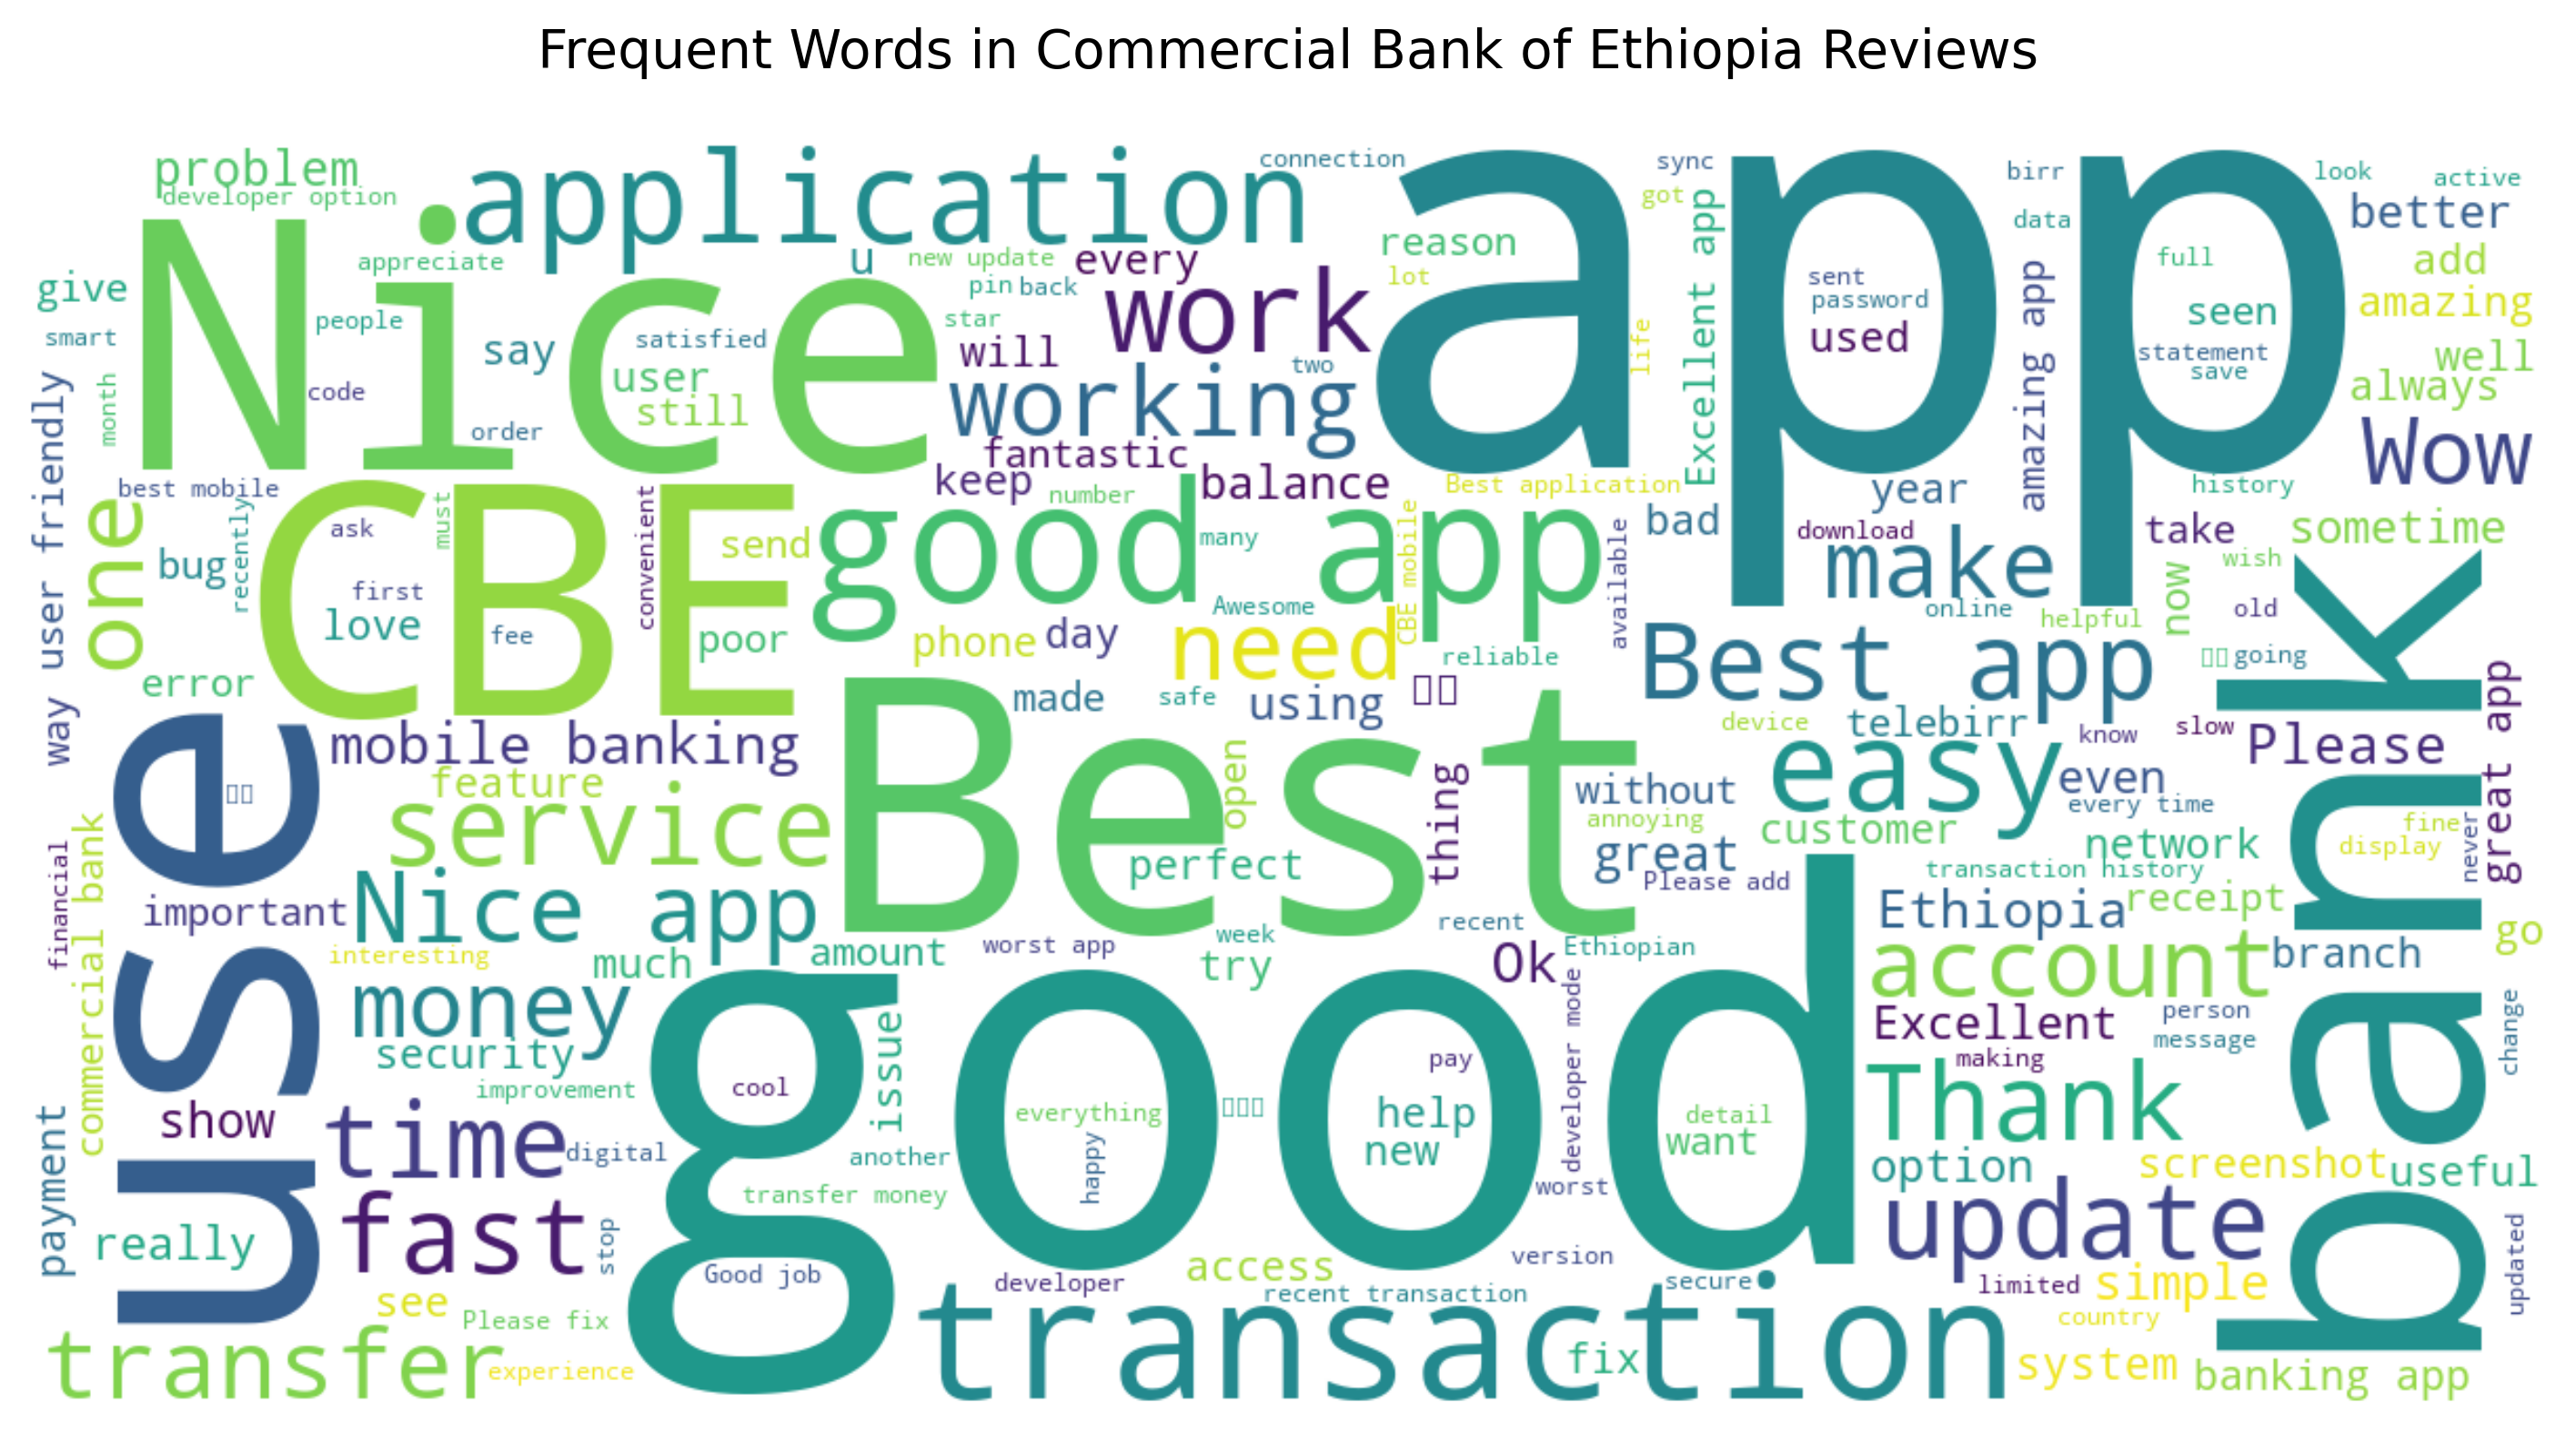 Frequent Words in Commercial Bank of Ethiopia Reviews
problem
developer option
application
connection
app
sync
got
birr
data
look
active
better
Nice
appreciate
u
new update
every
reason
lot
Excellent app
sent
password
used
amazing app
full
seen
statement
save
add
amazing
well
always
give
smart
month
people
code
say
satisfied
user
still
order
pin
back
star
will
two
work
working
life
fantastic
Wow
user friendly
way
best mobile
one
recently
bug
CBE
ask
must
first
love
fee
convenient
send
poor
keep
number
balance
good app
many
Best application
CBE mobile
available
bad
year
download
make
history
take
sometime
wish
now
old
online
helpful
going
Awesome
need
phone
day
reliable
Best app
error
mobile banking
made
safe
using
device
telebirr
know
slow
Please
bank
great app
use
feature
service
Best
open
thing
perfect
without
annoying
great
Please add
easy
even
every time
customer
network
transaction history
fine
display
never
financial
commercial bank
important
Nice app
interesting
much
amount
worst app
week
try
recent
Ok
Ethiopian
Ethiopia
receipt
account
branch
go
money
security
improvement
issue
good
cool
everything
happy
pay
help
new
developer mode
detail
want
Excellent
person
message
making
change
Thank
show
time
digital
another
transfer money
worst
option
screenshot
useful
payment
really
fast
stop
Good job
access
version
update
updated
see
Please fix
developer
recent transaction
secure
limited
simple
country
transfer
experience
transaction
fix
system
banking app